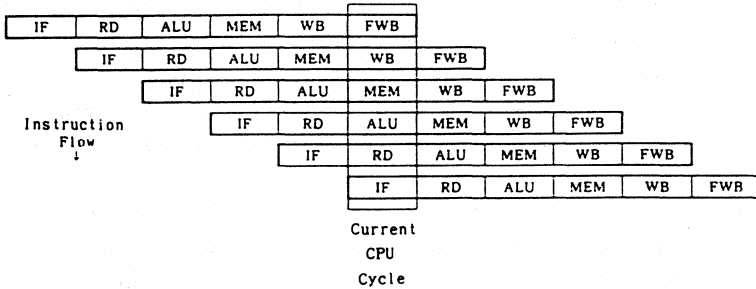 IF RD ALU MEM WB FWB
IF RD ALU MEM WB FWB
IF RD ALU MEM WB FWB
IF RD ALU MEM WB FWB
IF RD ALU MEM WB FWB
IF RD ALU MEM WB FWB
Instruction
Flow
↓
Current
CPU
Cycle